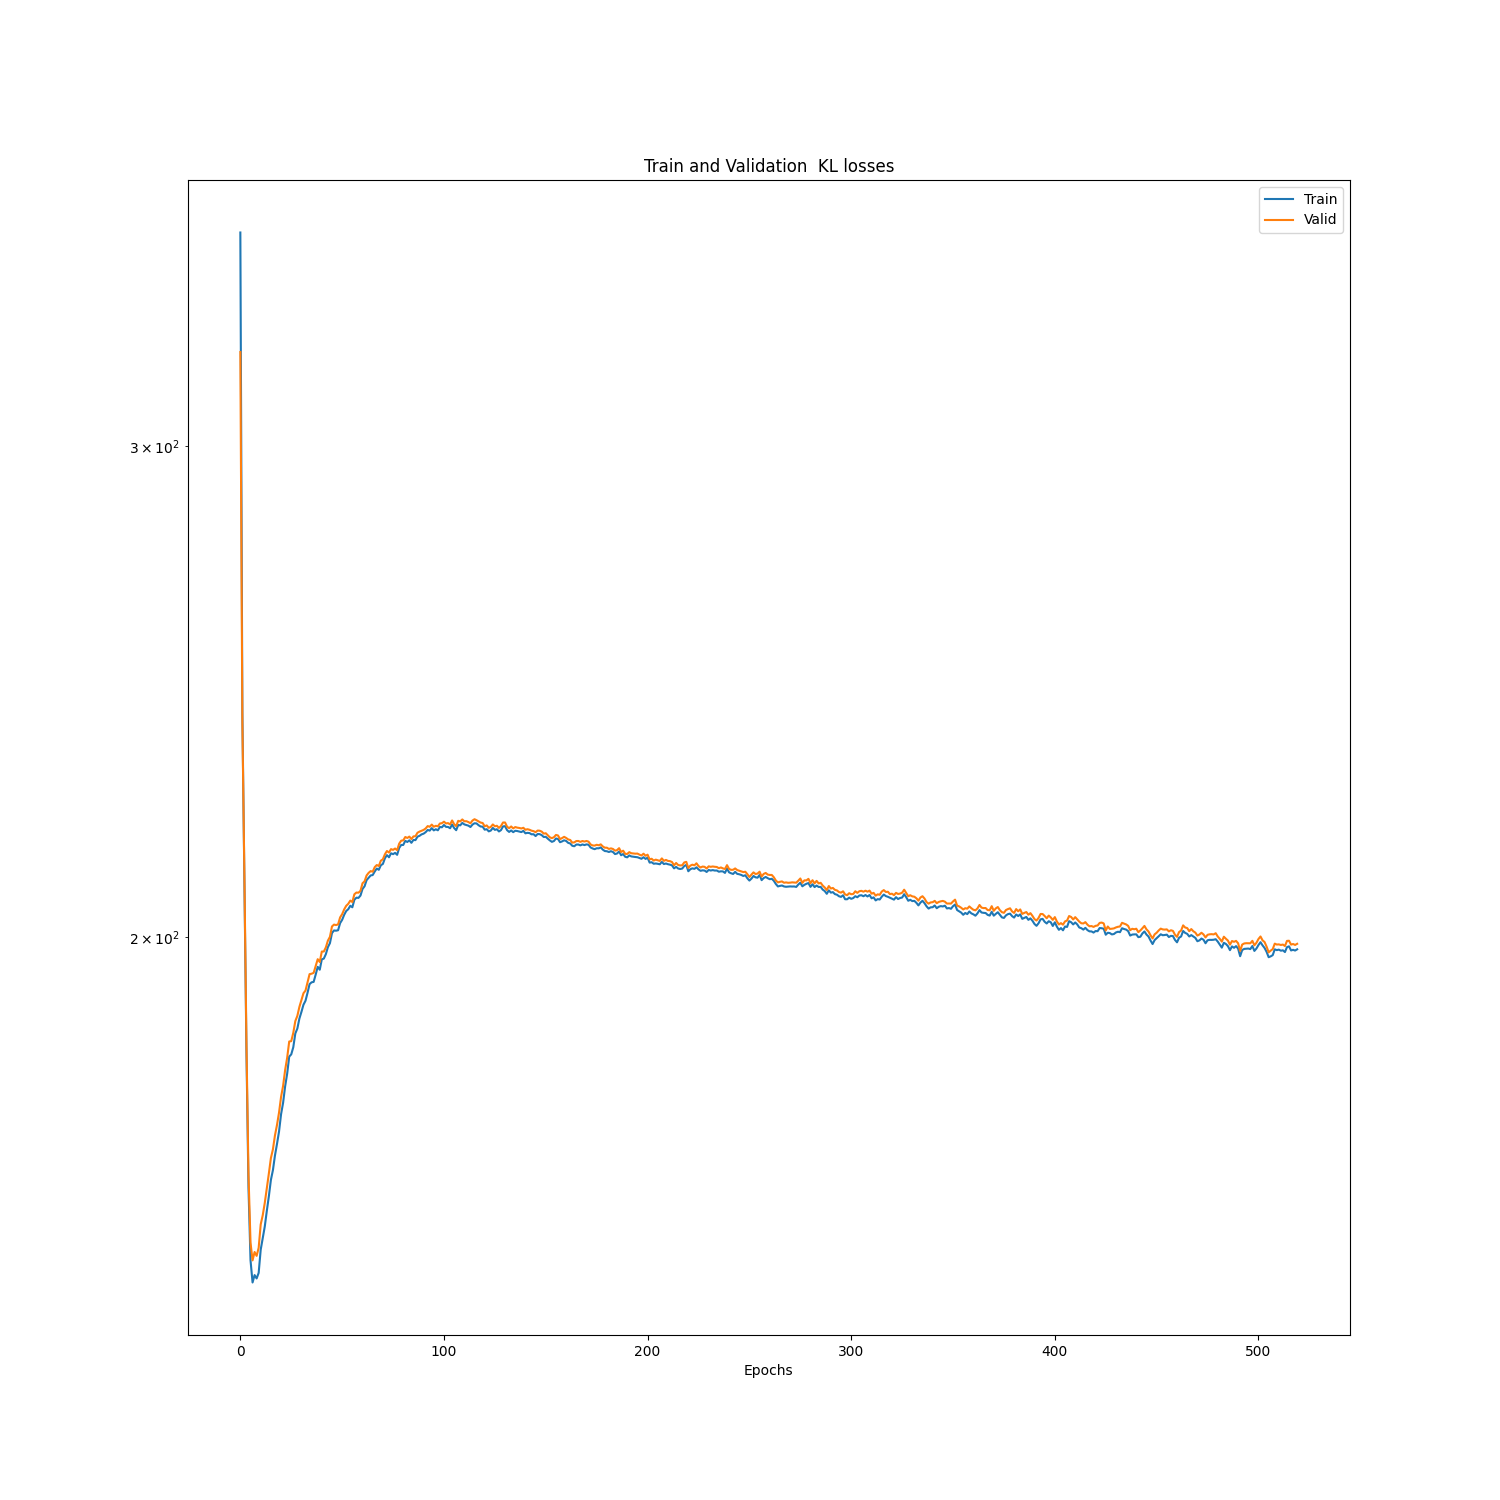 Train and Validation  KL losses
Train
Valid
3 × 10²
2 × 10²
0 100 200 300 400 500
Epochs